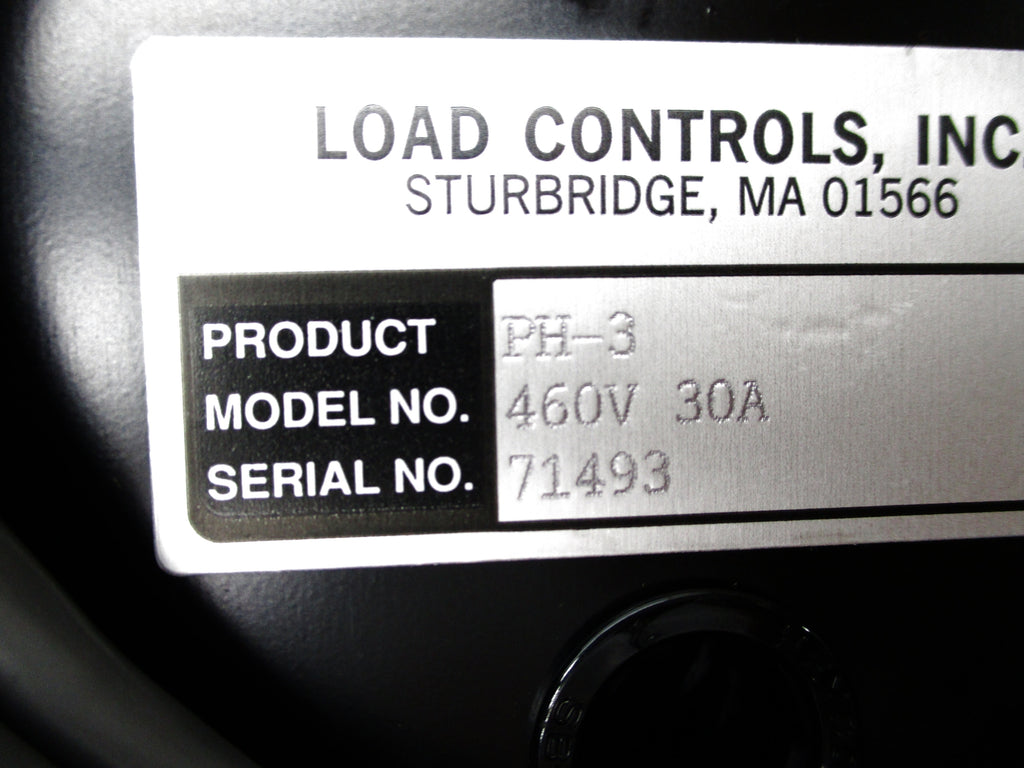 LOAD CONTROLS, INC.
STURBRIDGE, MA 01566
PRODUCT PH-3
MODEL NO. 460V 30A
SERIAL NO. 71493